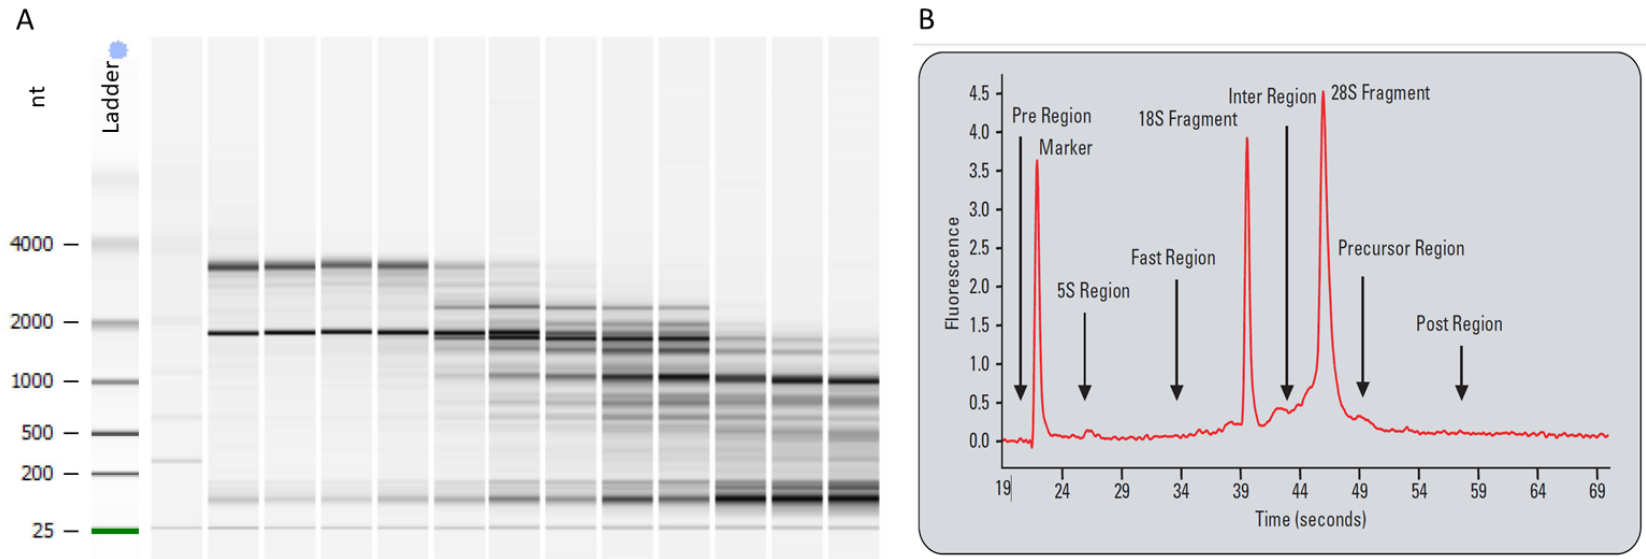 A
nt
Ladder
4000
2000
1000
500
200
25
B
Fluorescence
4.5
4.0
3.5
3.0
2.5
2.0
1.5
1.0
0.5
0.0
Pre Region
Marker
5S Region
Fast Region
18S Fragment
Inter Region
28S Fragment
Precursor Region
Post Region
19 24 29 34 39 44 49 54 59 64 69
Time (seconds)